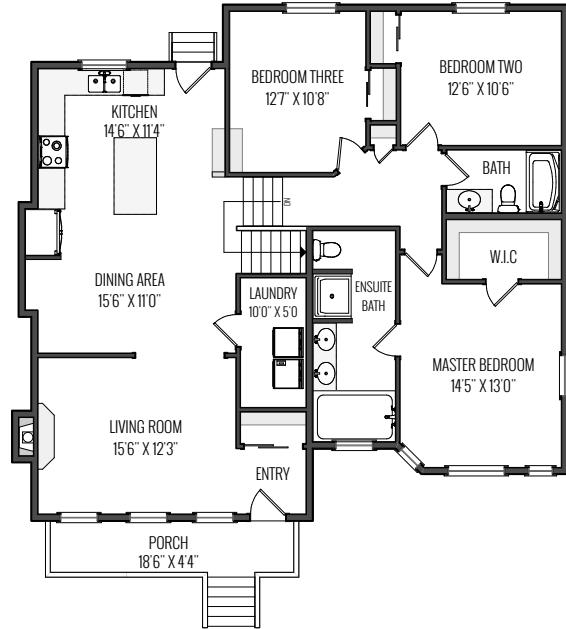 BEDROOM THREE
12'7" X 10'8"
BEDROOM TWO
12'6" X 10'6"
KITCHEN
14'6" X 11'4"
BATH
DN
W.I.C
DINING AREA
15'6" X 11'0"
LAUNDRY
10'0" X 5'0
ENSUITE
BATH
MASTER BEDROOM
14'5" X 13'0"
LIVING ROOM
15'6" X 12'3"
ENTRY
PORCH
18'6" X 4'4"